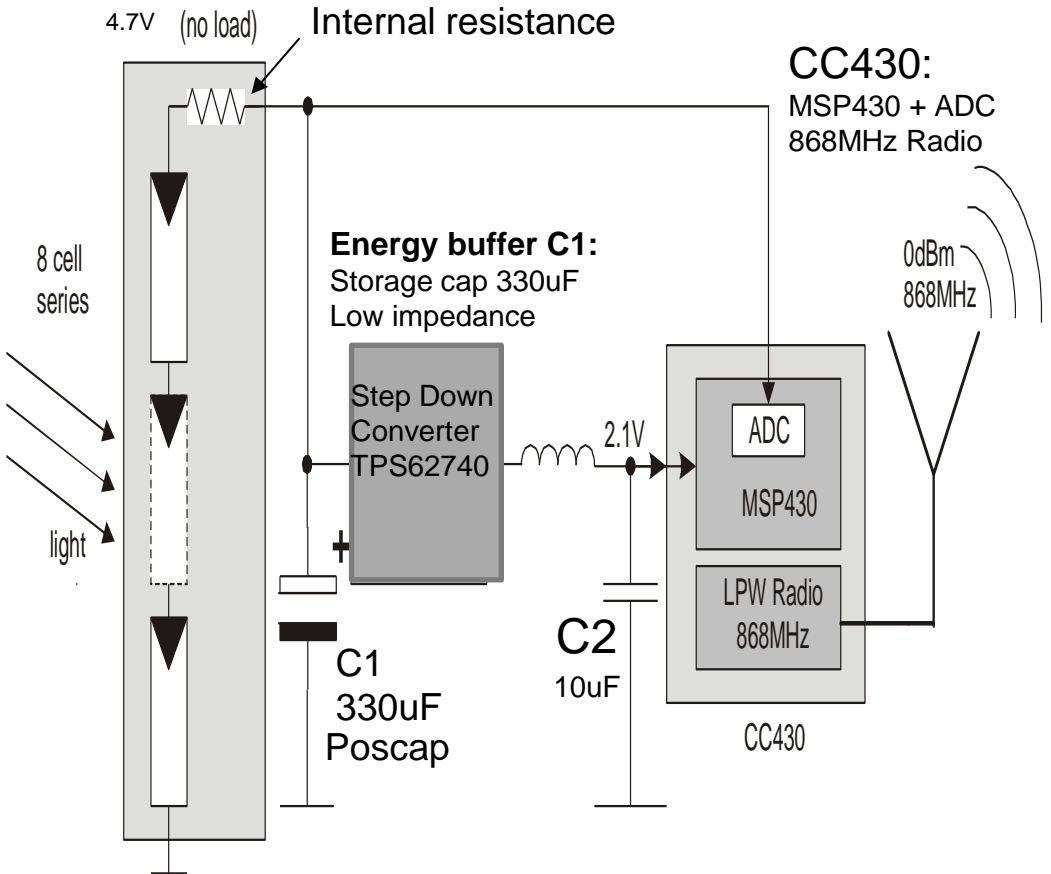 4.7V (no load) Internal resistance
CC430:
MSP430 + ADC
868MHz Radio
8 cell
series
Energy buffer C1:
Storage cap 330uF
Low impedance
0dBm
868MHz
Step Down
Converter
TPS62740
2.1V
ADC
MSP430
light
+
LPW Radio
868MHz
C1
330uF
Poscap
C2
10uF
CC430